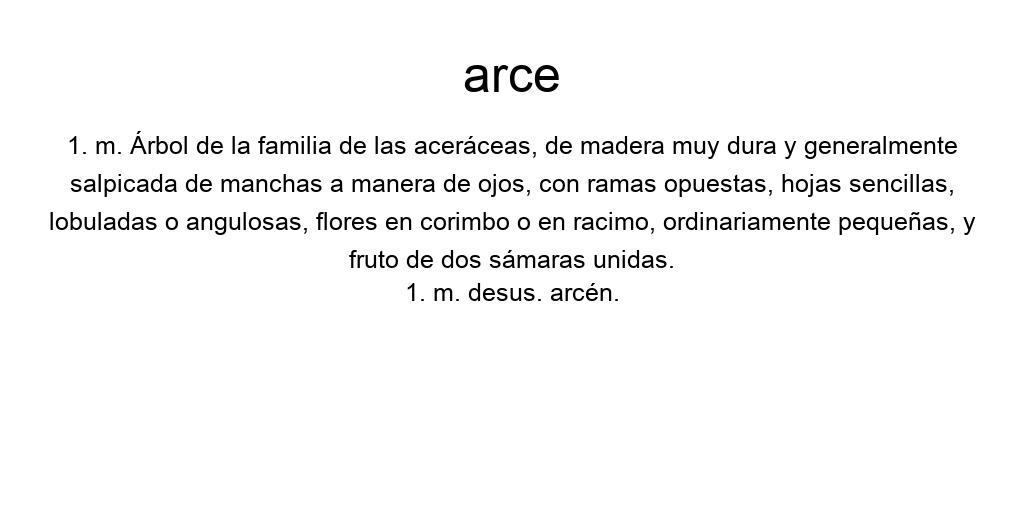 arce
1. m. Árbol de la familia de las aceráceas, de madera muy dura y generalmente
salpicada de manchas a manera de ojos, con ramas opuestas, hojas sencillas,
lobuladas o angulosas, flores en corimbo o en racimo, ordinariamente pequeñas, y
fruto de dos sámaras unidas.
1. m. desus. arcén.